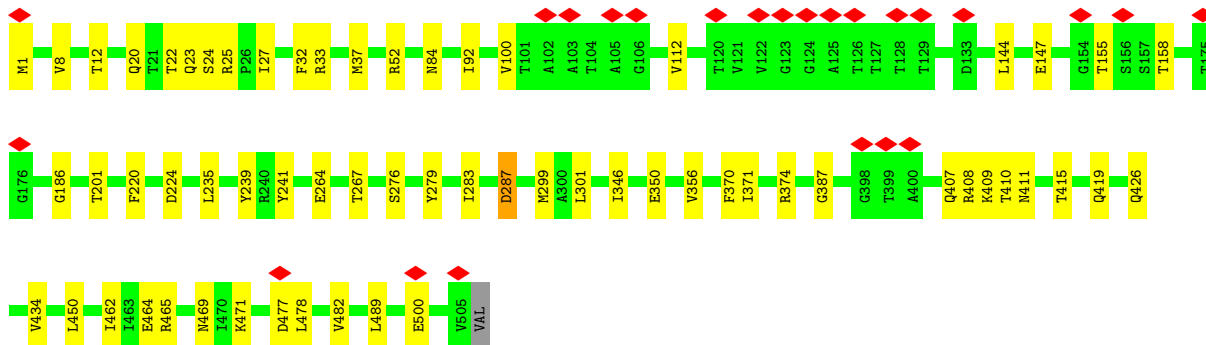 M1 V8 T12 Q20 T21 T22 Q23 S24 R25 P26 I27 F32 R33 M37 R52 N84 I92 V100 T101 A102 A103 T104 A105 G106 V112 T120 V121 V122 G123 G124 A125 T126 T127 T128 T129 D133 L144 E147 G154 T155 S156 S157 T158 T175
G176 G186 T201 F220 D224 L235 Y239 R240 Y241 E264 T267 S276 Y279 I283 D287 M299 A300 L301 I346 E350 V356 F370 I371 R374 G387 G398 T399 A400 Q407 R408 K409 T410 N411 T415 Q419 Q426
V434 L450 I462 I463 E464 R465 N469 I470 K471 D477 L478 V482 L489 E500 V505 VAL